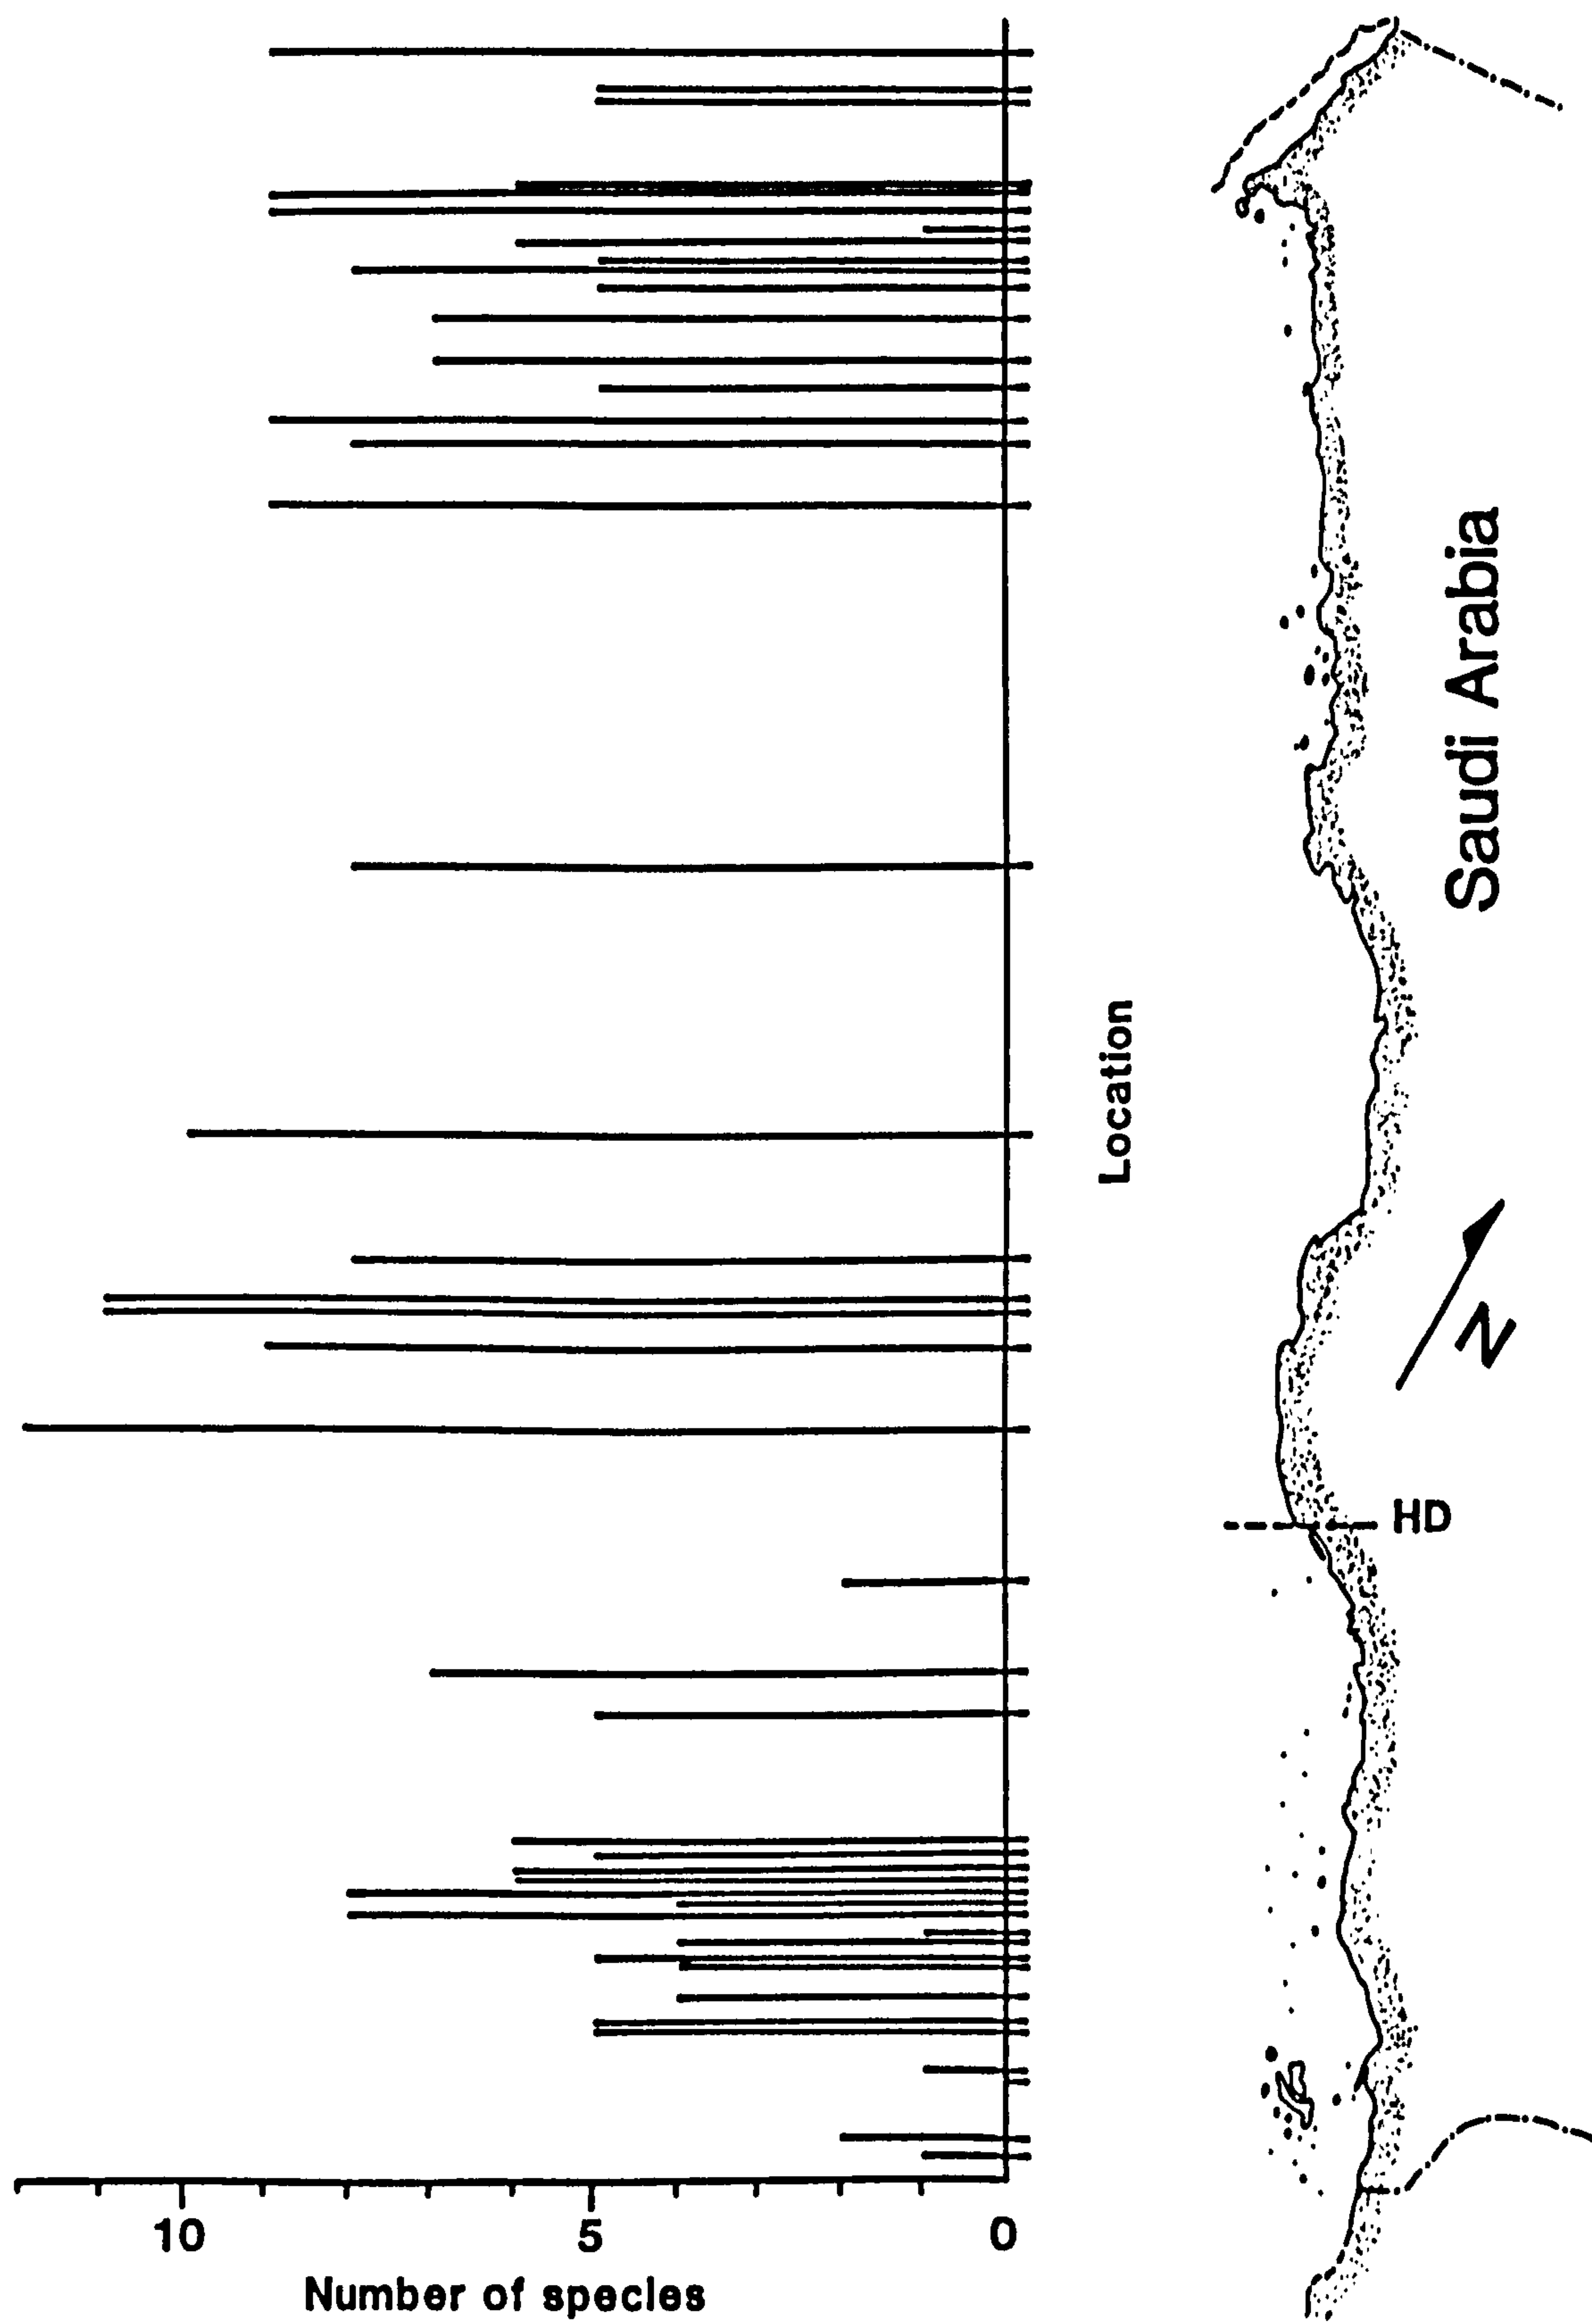 Saudi Arabia
Location
N
HD
10 5 0
Number of species